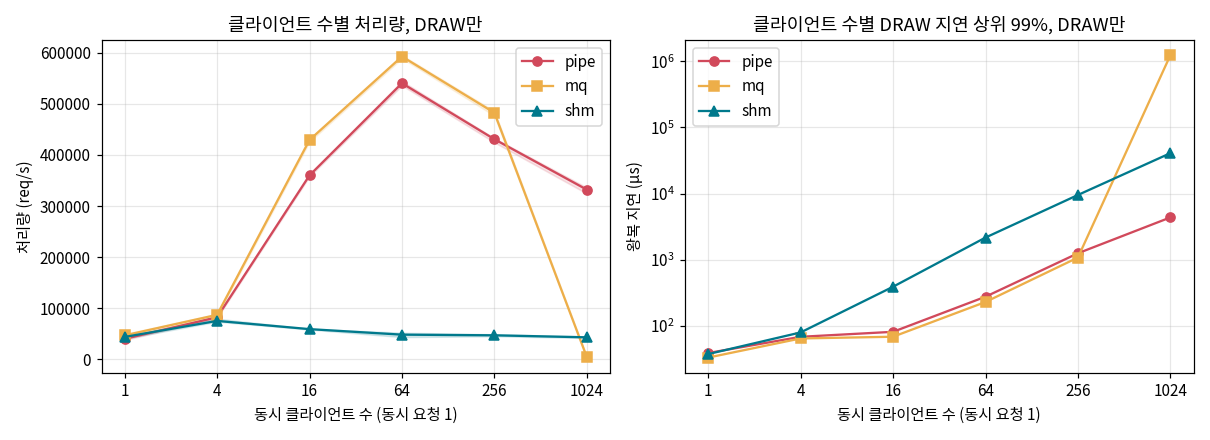 클라이언트 수별 처리량, DRAW만
처리량 (req/s)
600000
500000
400000
300000
200000
100000
0
pipe
mq
shm
1 4 16 64 256 1024
동시 클라이언트 수 (동시 요청 1)
클라이언트 수별 DRAW 지연 상위 99%, DRAW만
왕복 지연 (μs)
10⁶
10⁵
10⁴
10³
10²
pipe
mq
shm
1 4 16 64 256 1024
동시 클라이언트 수 (동시 요청 1)